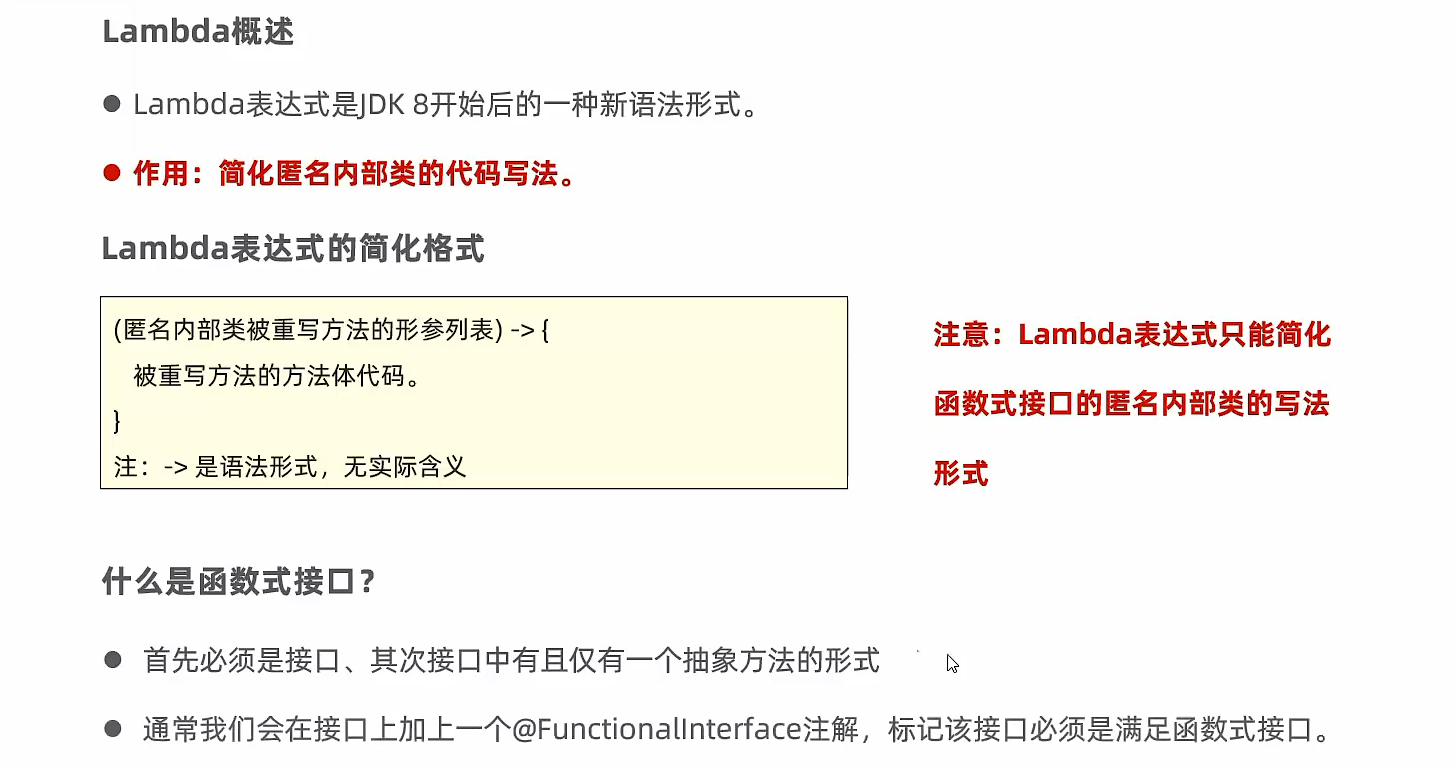 Lambda概述
● Lambda表达式是JDK 8开始后的一种新语法形式。
● 作用：简化匿名内部类的代码写法。
Lambda表达式的简化格式
(匿名内部类被重写方法的形参列表) -> {
被重写方法的方法体代码。
}
注：-> 是语法形式，无实际含义
注意：Lambda表达式只能简化
函数式接口的匿名内部类的写法
形式
什么是函数式接口？
● 首先必须是接口、其次接口中有且仅有一个抽象方法的形式
● 通常我们会在接口上加上一个@FunctionalInterface注解，标记该接口必须是满足函数式接口。